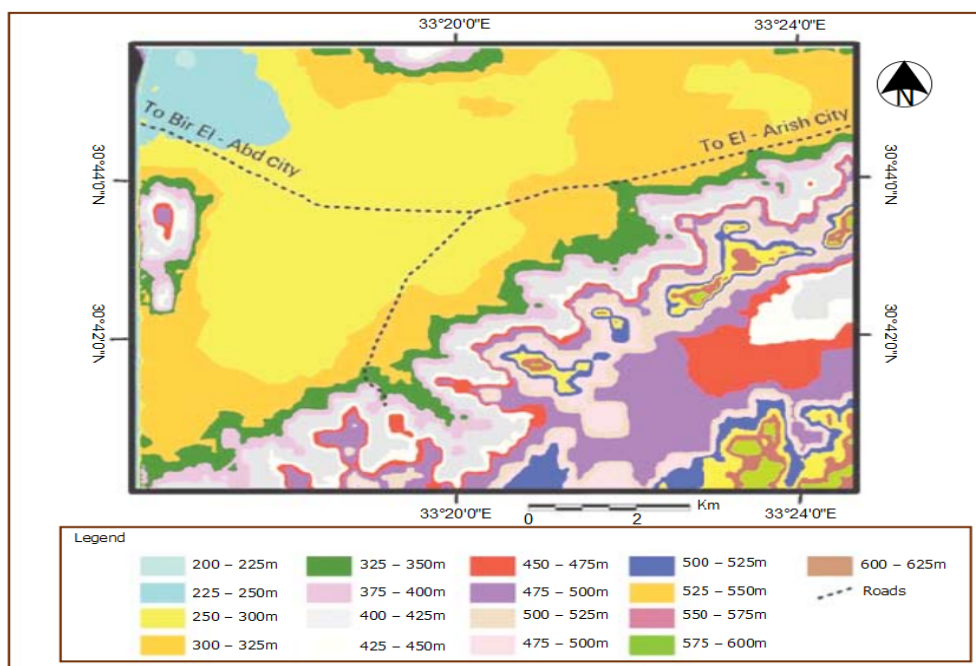 33°20'0"E 33°24'0"E
N
To Bir El - Abd City
To El - Arish City
30°44'0"N 30°44'0"N
30°42'0"N 30°42'0"N
33°20'0"E 33°24'0"E
Km
0 2
Legend
200 – 225m 325 – 350m 450 – 475m 500 – 525m 600 – 625m
225 – 250m 375 – 400m 475 – 500m 525 – 550m Roads
250 – 300m 400 – 425m 500 – 525m 550 – 575m
300 – 325m 425 – 450m 475 – 500m 575 – 600m